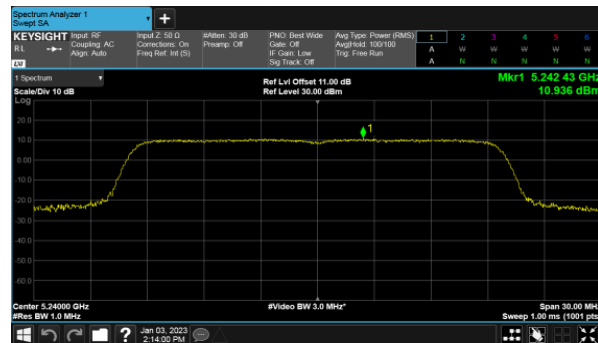 Spectrum Analyzer 1
Swept SA
+
KEYSIGHT Input: RF Input Z: 50 Ω #Atten: 30 dB PNO: Best Wide Avg Type: Power (RMS) 1 2 3 4 5 6
RL Coupling: AC Corrections: On Preamp: Off Gate: Off Avg|Hold: 100/100 A W W W W W
Align: Auto Freq Ref: Int (S) IF Gain: Low Trig: Free Run
LM Sig Track: Off A N N N N N
1 Spectrum Ref Lvl Offset 11.00 dB Mkr1 5.242 43 GHz
Scale/Div 10 dB Ref Level 30.00 dBm 10.936 dBm
Log
20.0
10.0
1
0.00
-10.0
-20.0
-30.0
-40.0
-50.0
-60.0
Center 5.24000 GHz #Video BW 3.0 MHz* Span 30.00 MHz
#Res BW 1.0 MHz Sweep 1.00 ms (1001 pts)
? Jan 03, 2023
2:14:00 PM